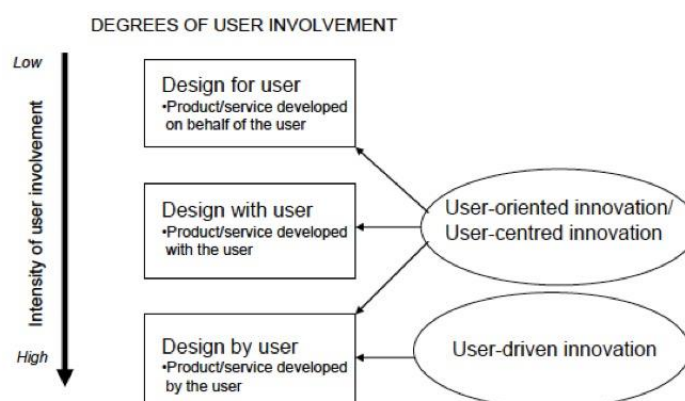 DEGREES OF USER INVOLVEMENT
Low
Design for user
•Product/service developed
on behalf of the user
Design with user
•Product/service developed
with the user
User-oriented innovation/
User-centred innovation
Intensity of user involvement
Design by user
•Product/service developed
by the user
User-driven innovation
High